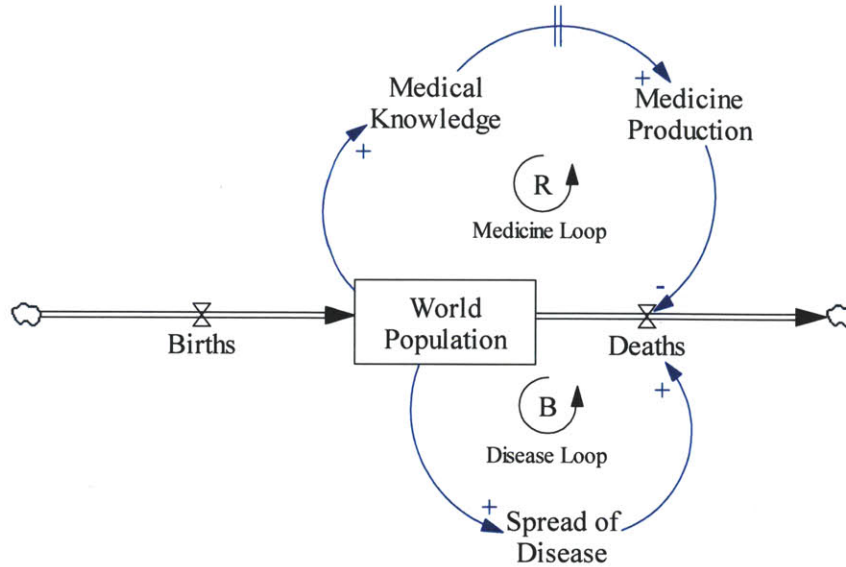 Medical
Knowledge
+
+
Medicine
Production
R
Medicine Loop
-
World
Population
Births
Deaths
+
B
Disease Loop
+
Spread of
Disease